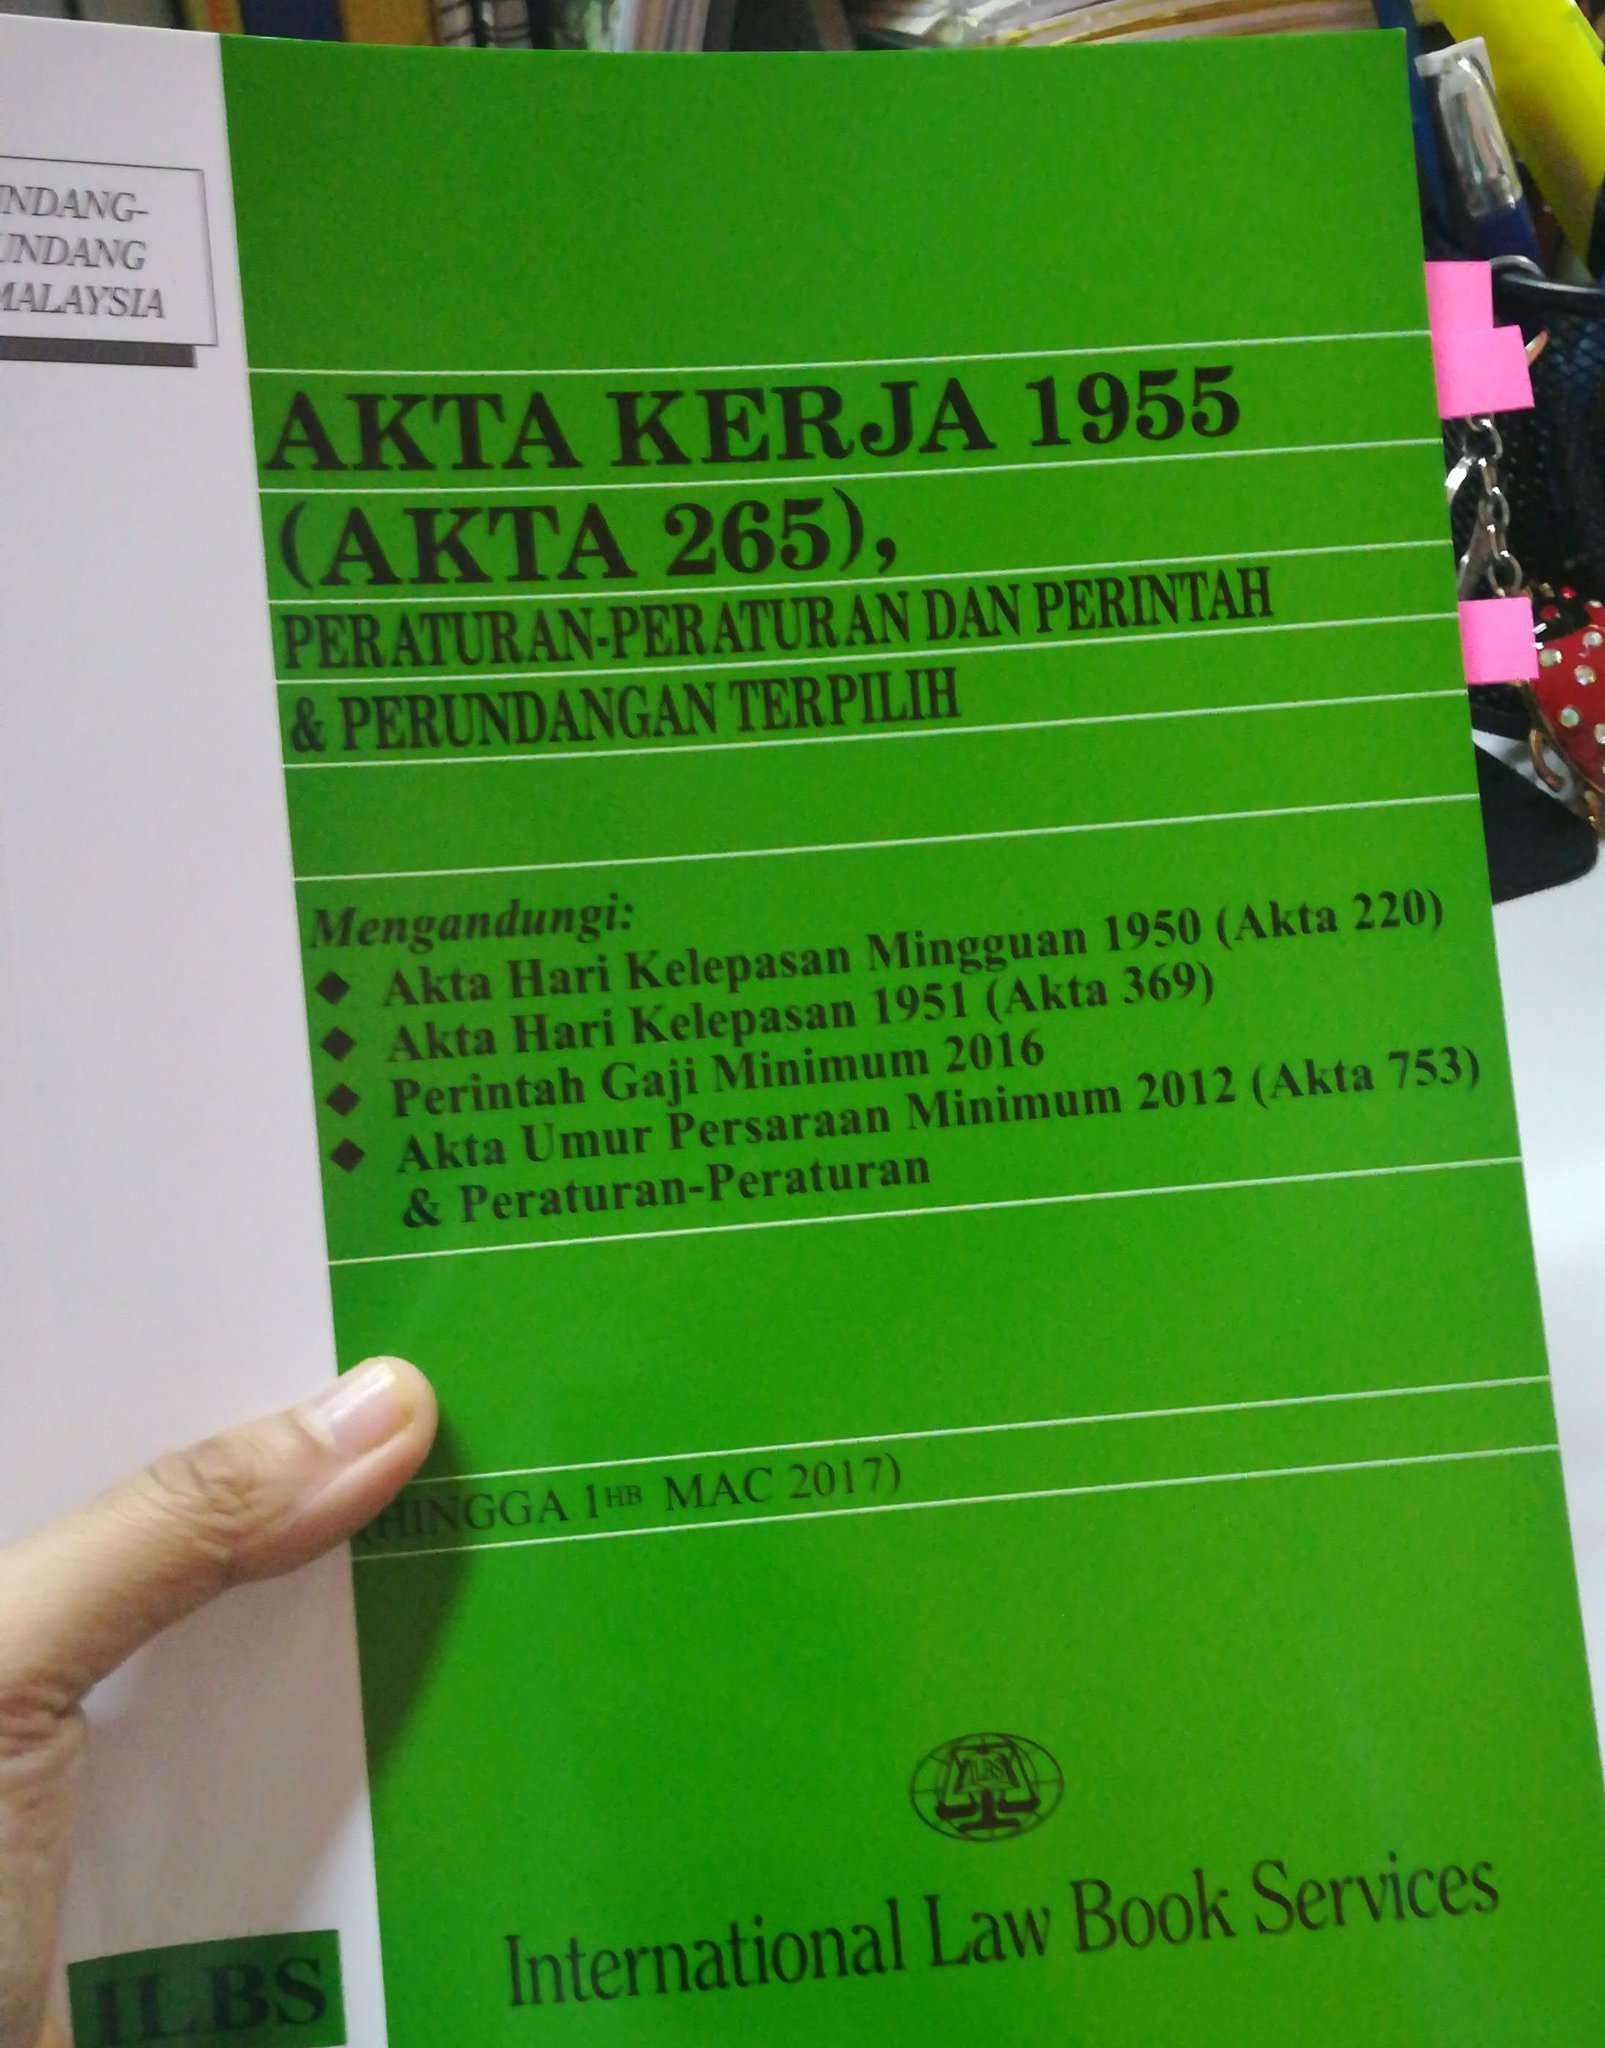 UNDANG
MALAYSIA
AKTA KERJA 1955
(AKTA 265),
PERATURAN-PERATURAN DAN PERINTAH
& PERUNDANGAN TERPILIH
Mengandungi:
◆ Akta Hari Kelepasan Mingguan 1950 (Akta 220)
◆ Akta Hari Kelepasan 1951 (Akta 369)
◆ Perintah Gaji Minimum 2016
◆ Akta Umur Persaraan Minimum 2012 (Akta 753)
& Peraturan-Peraturan
(HINGGA 1HB MAC 2017)
ILBS
International Law Book Services
ILBS